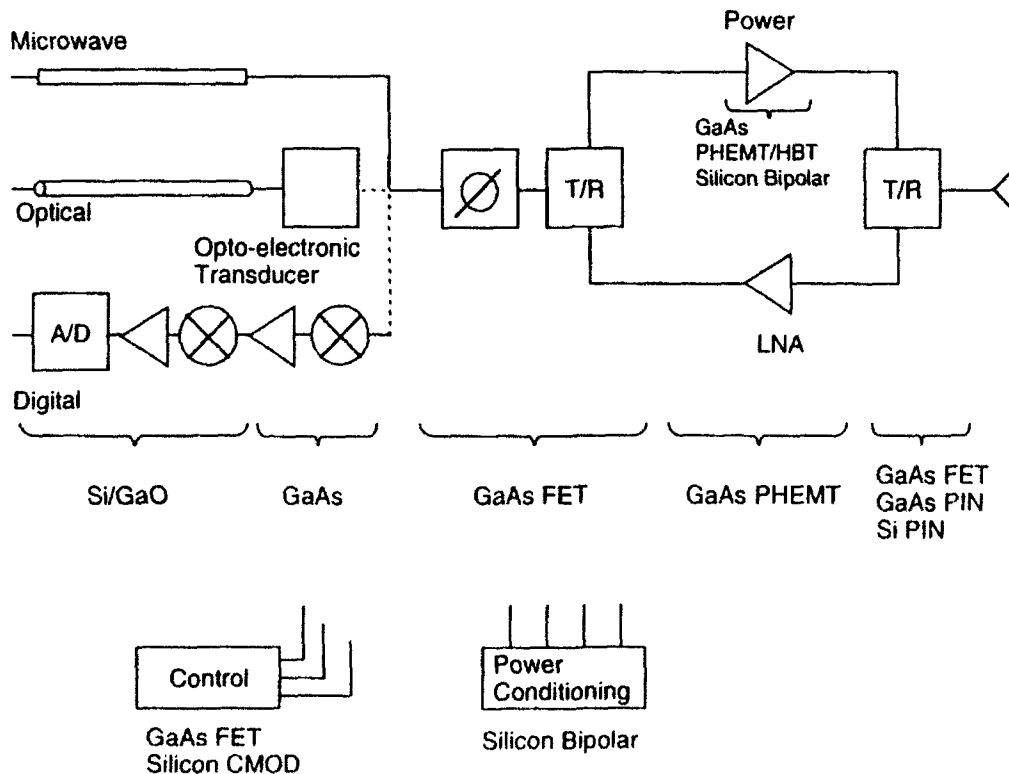 Microwave
Power
GaAs
PHEMT/HBT
Silicon Bipolar
T/R
T/R
Optical
Opto-electronic
Transducer
LNA
A/D
Digital
Si/GaO
GaAs
GaAs FET
GaAs PHEMT
GaAs FET
GaAs PIN
Si PIN
Control
GaAs FET
Silicon CMOD
Power
Conditioning
Silicon Bipolar